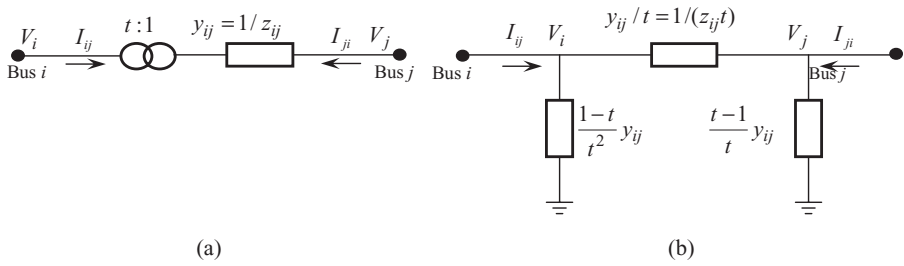 V_i I_ij t : 1 y_ij = 1 / z_ij I_ji V_j
Bus i Bus j
(a)
y_ij / t = 1/(z_ij t)
I_ij V_i V_j I_ji
Bus i Bus j
1 − t / t² y_ij
t − 1 / t y_ij
(b)